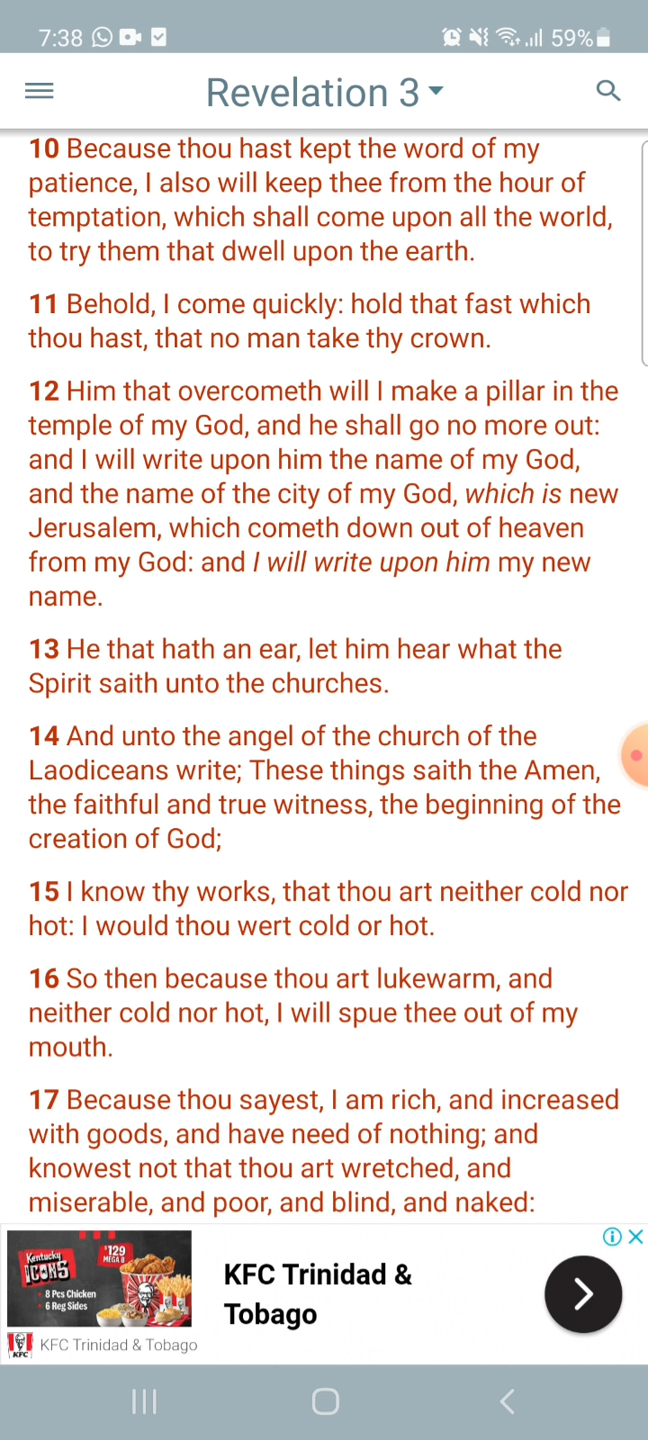 7:38
59%
Revelation 3
10 Because thou hast kept the word of my
patience, I also will keep thee from the hour of
temptation, which shall come upon all the world,
to try them that dwell upon the earth.
11 Behold, I come quickly: hold that fast which
thou hast, that no man take thy crown.
12 Him that overcometh will I make a pillar in the
temple of my God, and he shall go no more out:
and I will write upon him the name of my God,
and the name of the city of my God, which is new
Jerusalem, which cometh down out of heaven
from my God: and I will write upon him my new
name.
13 He that hath an ear, let him hear what the
Spirit saith unto the churches.
14 And unto the angel of the church of the
Laodiceans write; These things saith the Amen,
the faithful and true witness, the beginning of the
creation of God;
15 I know thy works, that thou art neither cold nor
hot: I would thou wert cold or hot.
16 So then because thou art lukewarm, and
neither cold nor hot, I will spue thee out of my
mouth.
17 Because thou sayest, I am rich, and increased
with goods, and have need of nothing; and
knowest not that thou art wretched, and
miserable, and poor, and blind, and naked:
Kentucky
ICONS
$129
MEGA 8
8 Pcs Chicken
6 Reg Sides
KFC
KFC Trinidad & Tobago
KFC Trinidad &
Tobago